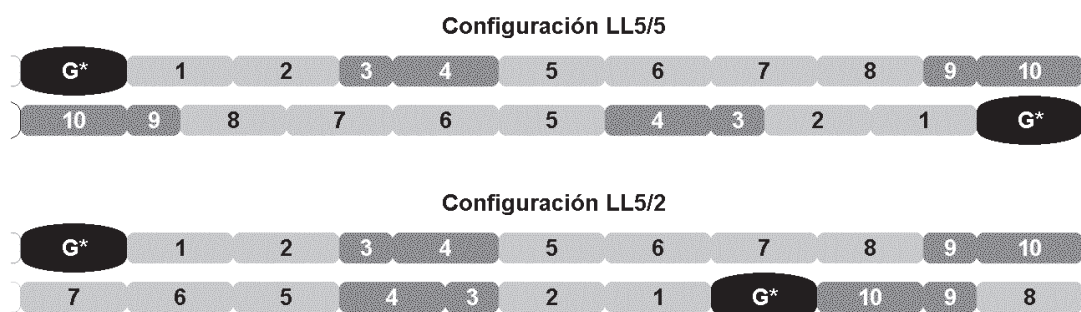 Configuración LL5/5
G* 1 2 3 4 5 6 7 8 9 10
10 9 8 7 6 5 4 3 2 1 G*
Configuración LL5/2
G* 1 2 3 4 5 6 7 8 9 10
7 6 5 4 3 2 1 G* 10 9 8